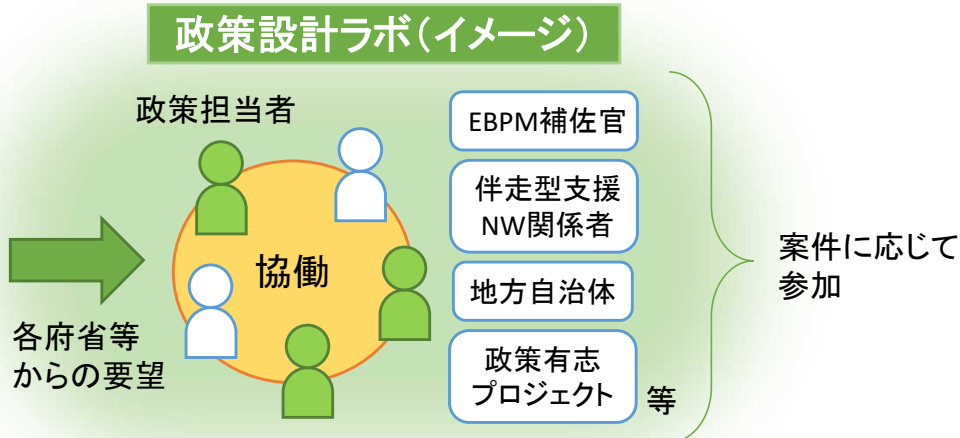 政策設計ラボ（イメージ）
政策担当者
協働
各府省等
からの要望
EBPM補佐官
伴走型支援
NW関係者
地方自治体
政策有志
プロジェクト
等
案件に応じて
参加